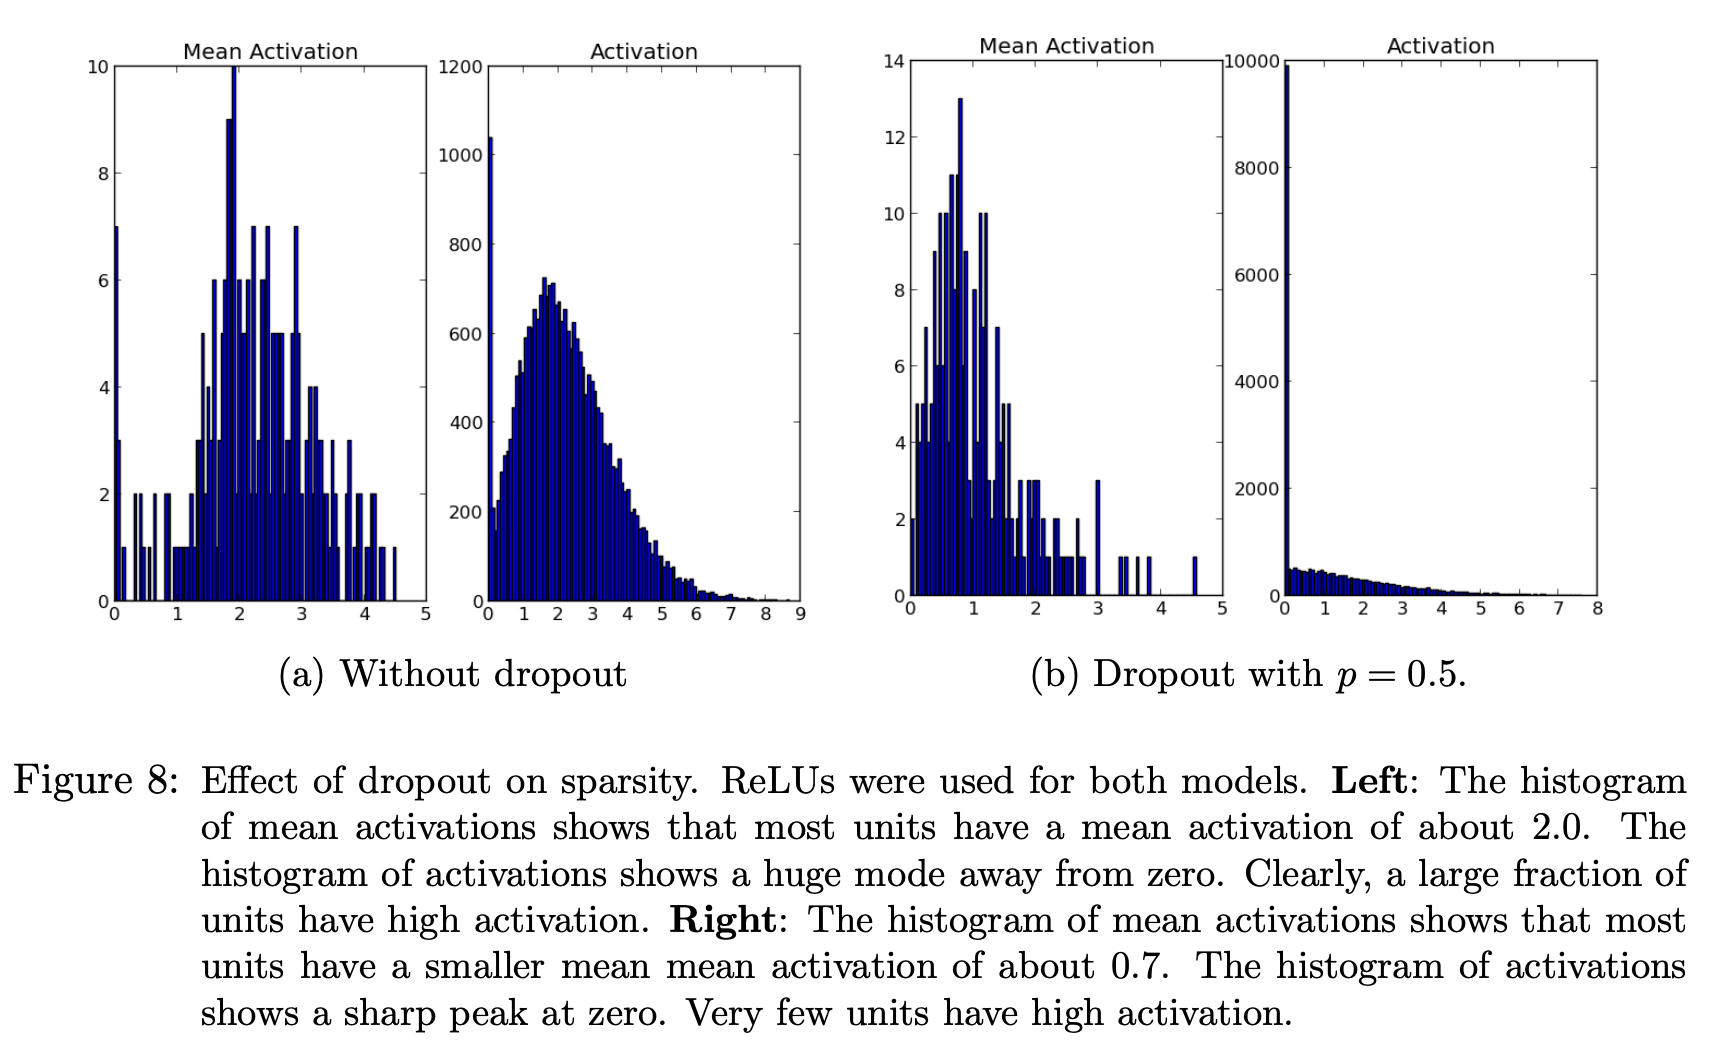 Mean Activation
10
8
6
4
2
0
0 1 2 3 4 5
Activation
1200
1000
800
600
400
200
0
0 1 2 3 4 5 6 7 8 9
(a) Without dropout
Mean Activation
14
12
10
8
6
4
2
0
0 1 2 3 4 5
Activation
10000
8000
6000
4000
2000
0
0 1 2 3 4 5 6 7 8
(b) Dropout with p = 0.5.
Figure 8: Effect of dropout on sparsity. ReLUs were used for both models. Left: The histogram
of mean activations shows that most units have a mean activation of about 2.0. The
histogram of activations shows a huge mode away from zero. Clearly, a large fraction of
units have high activation. Right: The histogram of mean activations shows that most
units have a smaller mean mean activation of about 0.7. The histogram of activations
shows a sharp peak at zero. Very few units have high activation.